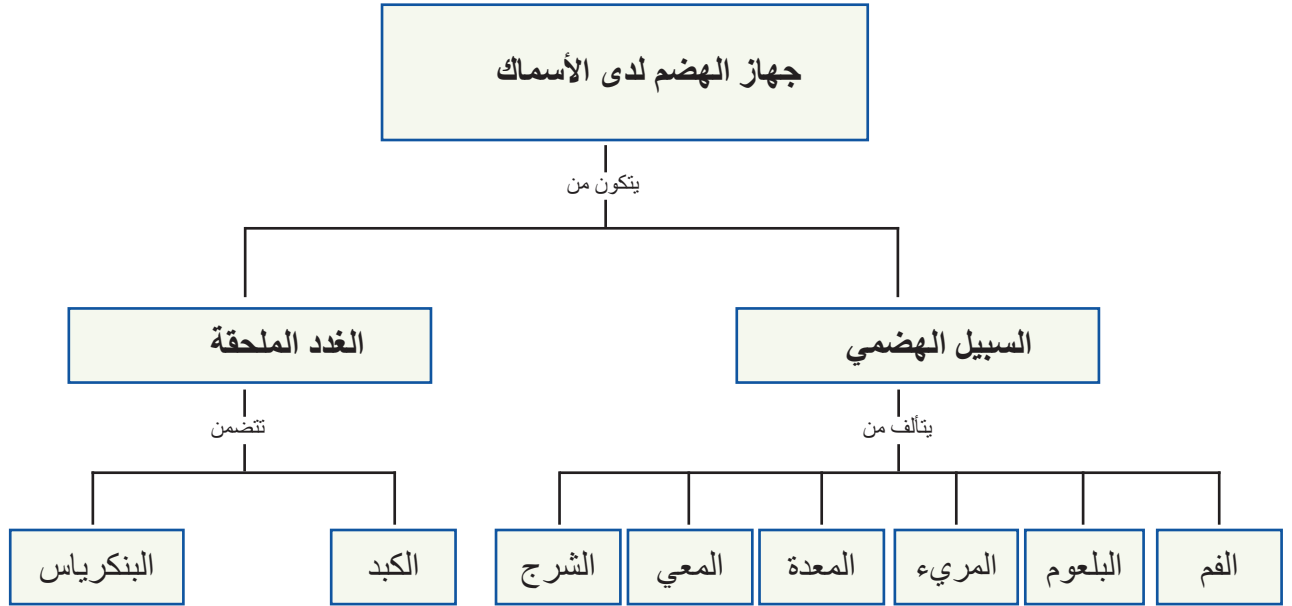 جهاز الهضم لدى الأسماك
يتكون من
السبيل الهضمي
الغدد الملحقة
يتألف من
تتضمن
الفم
البلعوم
المريء
المعدة
المعي
الشرج
الكبد
البنكرياس